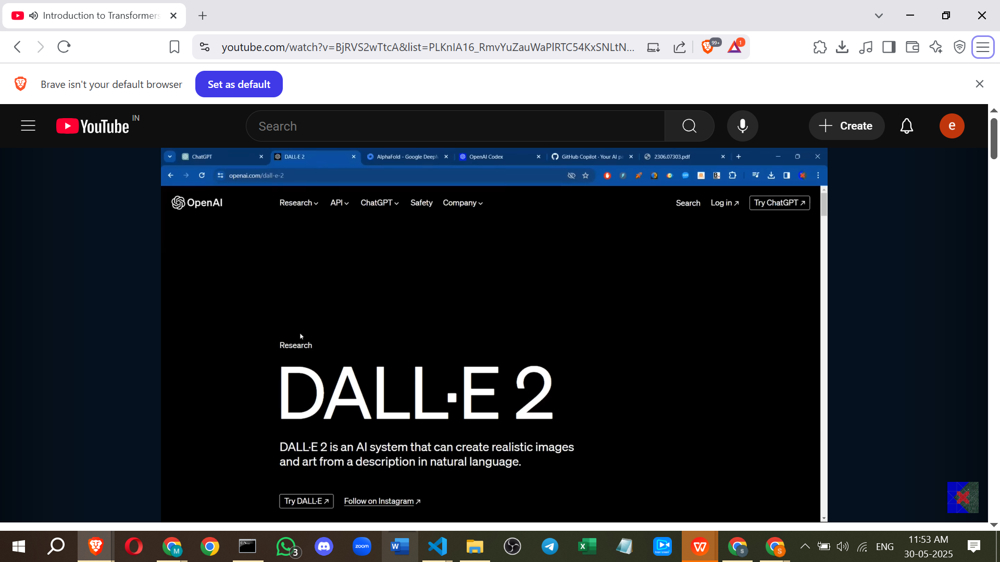 Introduction to Transformers
youtube.com/watch?v=BjRVS2wTtcA&list=PLKnIA16_RmvYuZauWaPlRTC54KxSNLtN...
99+
1
Brave isn't your default browser
Set as default
YouTube IN
Search
Create
e
ChatGPT
DALL·E 2
AlphaFold - Google Deep
OpenAI Codex
GitHub Copilot · Your AI pa
2306.07303.pdf
openai.com/dall-e-2
OpenAI
Research
API
ChatGPT
Safety
Company
Search
Log in ↗
Try ChatGPT ↗
Research
DALL·E 2
DALL·E 2 is an AI system that can create realistic images
and art from a description in natural language.
Try DALL·E ↗
Follow on Instagram ↗
M
3
zoom
W
S
S
ENG
11:53 AM
30-05-2025